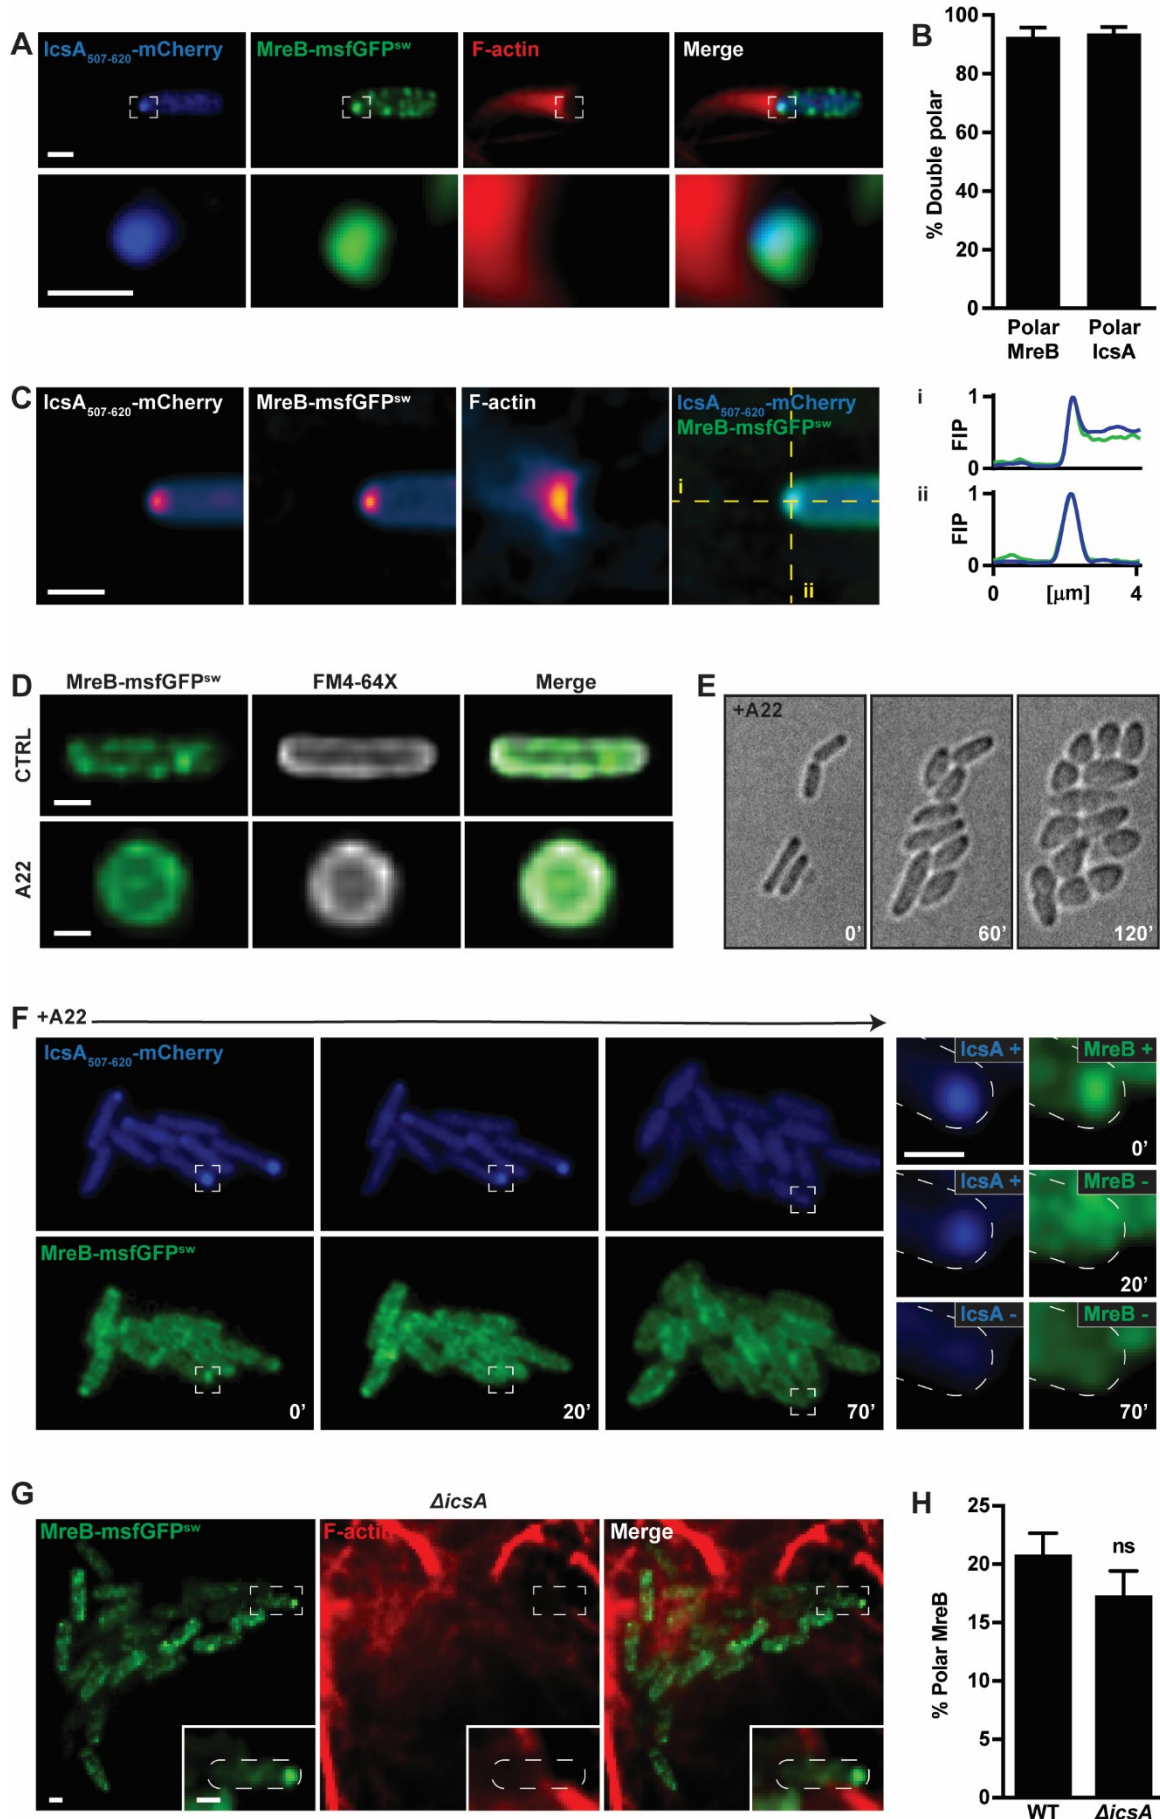 A
IcsA507-620-mCherry
MreB-msfGFPsw
F-actin
Merge
B
100
80
60
40
20
0
% Double polar
Polar MreB
Polar IcsA
C
IcsA507-620-mCherry
MreB-msfGFPsw
F-actin
IcsA507-620-mCherry
MreB-msfGFPsw
i
ii
i
1
0
FIP
ii
1
0
FIP
0
[µm]
4
D
MreB-msfGFPsw
FM4-64X
Merge
CTRL
A22
E
+A22
0'
60'
120'
F
+A22
IcsA507-620-mCherry
MreB-msfGFPsw
0'
20'
70'
IcsA +
MreB +
0'
IcsA +
MreB -
20'
IcsA -
MreB -
70'
G
ΔicsA
MreB-msfGFPsw
F-actin
Merge
H
25
20
15
10
5
0
% Polar MreB
ns
WT
ΔicsA